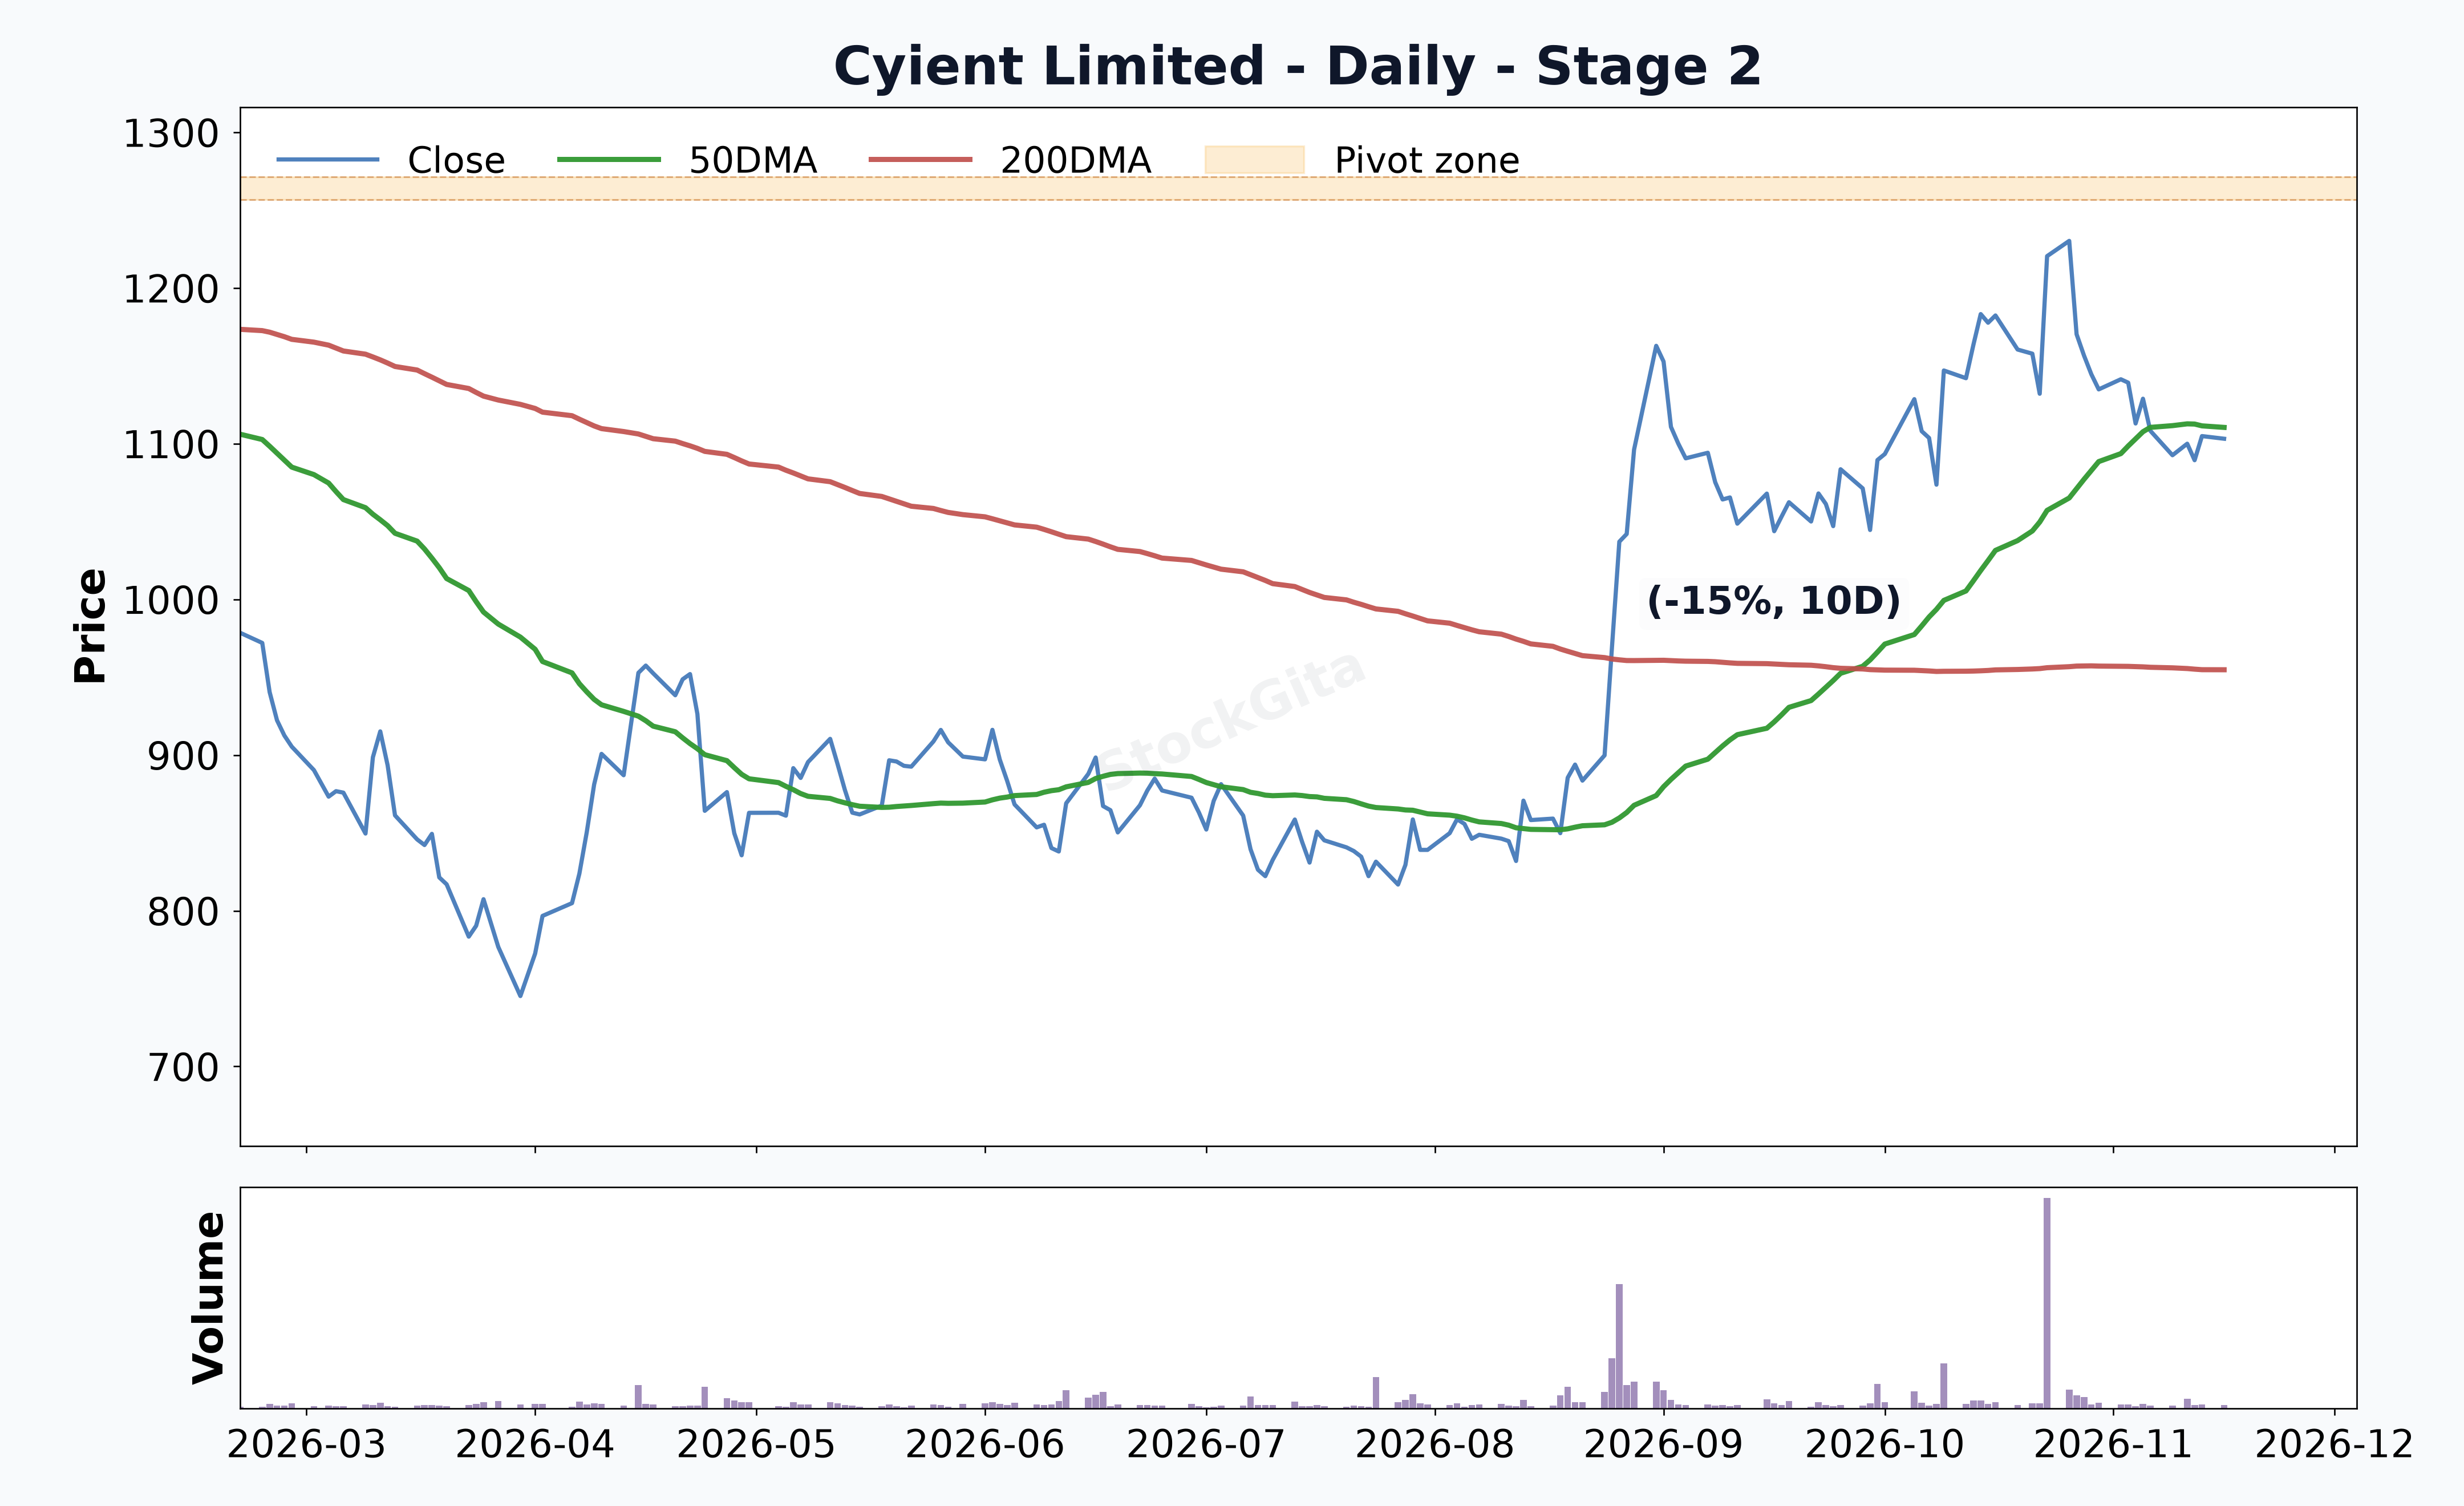 Cyient Limited - Daily - Stage 2
Close 50DMA 200DMA Pivot zone
1300
1200
1100
1000
900
800
700
Price
(-15%, 10D)
StockGita
Volume
2026-03 2026-04 2026-05 2026-06 2026-07 2026-08 2026-09 2026-10 2026-11 2026-12